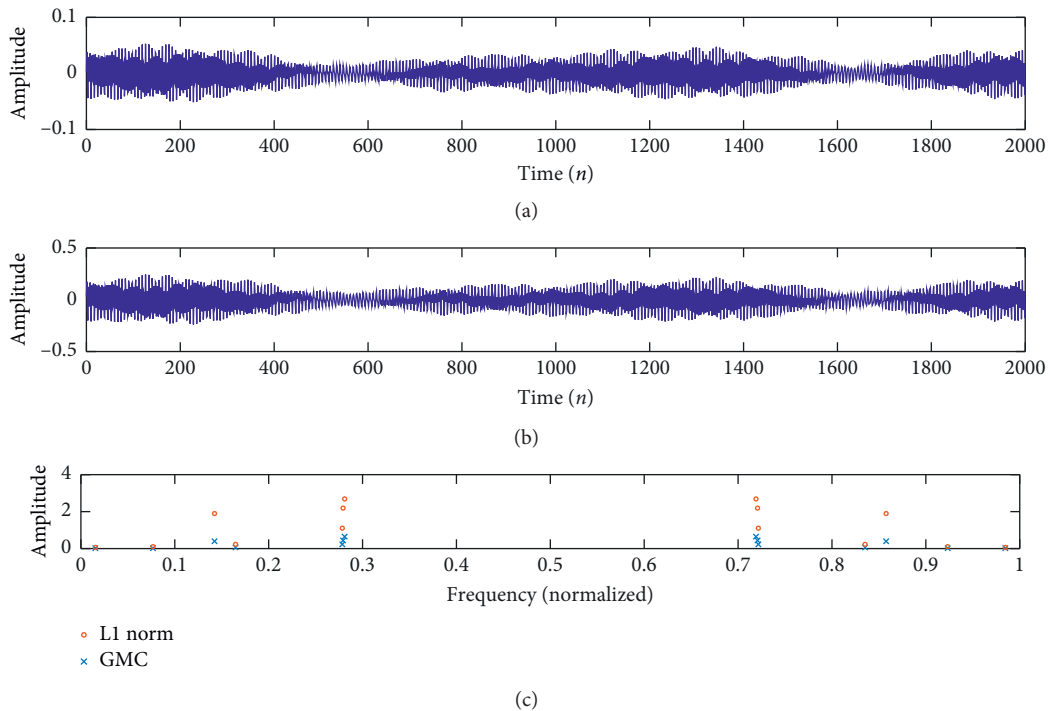 Amplitude
0.1
0
−0.1
0 200 400 600 800 1000 1200 1400 1600 1800 2000
Time (n)
(a)
Amplitude
0.5
0
−0.5
0 200 400 600 800 1000 1200 1400 1600 1800 2000
Time (n)
(b)
Amplitude
4
2
0
0 0.1 0.2 0.3 0.4 0.5 0.6 0.7 0.8 0.9 1
Frequency (normalized)
L1 norm
GMC
(c)